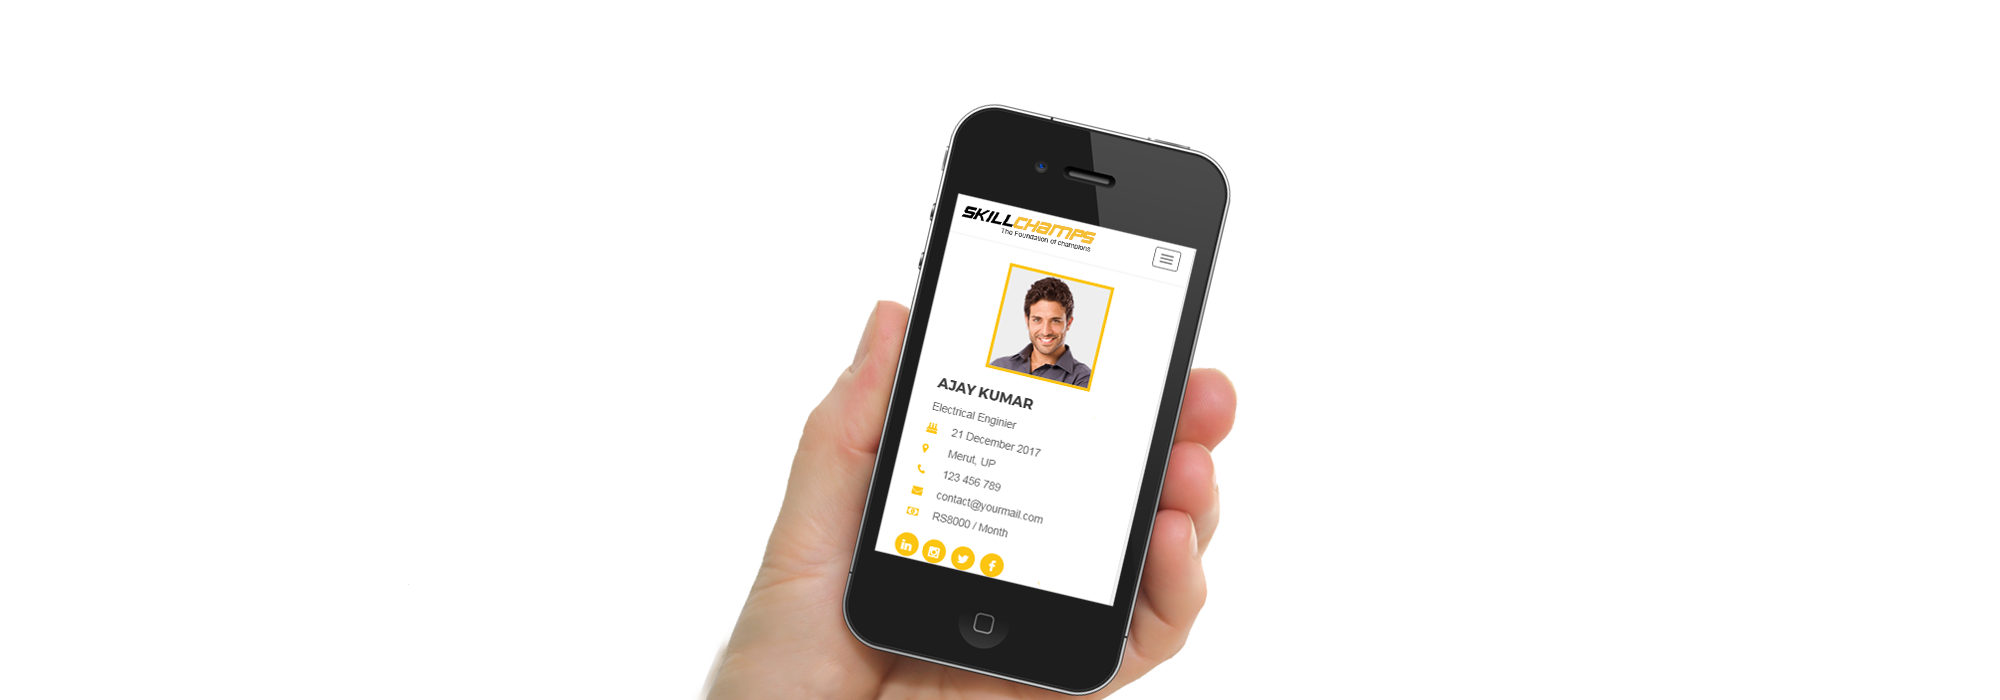 SKILLCHAMPS
The Foundation of champions
AJAY KUMAR
Electrical Enginier
21 December 2017
Merut, UP
123 456 789
contact@yourmail.com
RS8000 / Month